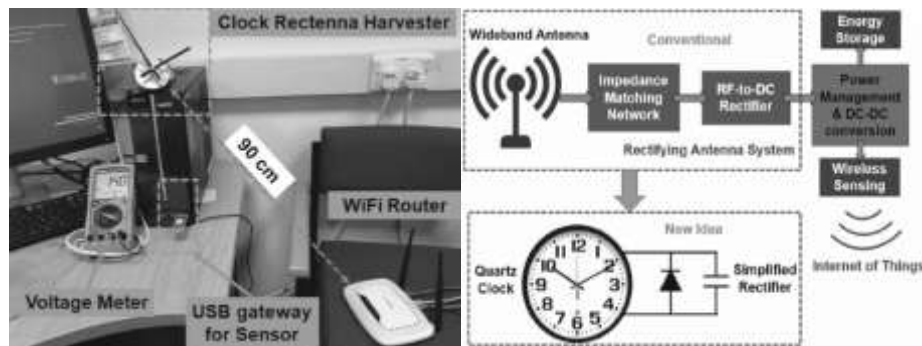 Clock Rectenna Harvester
90 cm
WiFi Router
Voltage Meter
USB gateway
for Sensor
Wideband Antenna
Conventional
Impedance
Matching
Network
RF-to-DC
Rectifier
Rectifying Antenna System
Energy
Storage
Power
Management
& DC-DC
conversion
Wireless
Sensing
Internet of Things
New Idea
Quartz
Clock
12
1
2
3
4
5
6
7
8
9
10
11
Simplified
Rectifier